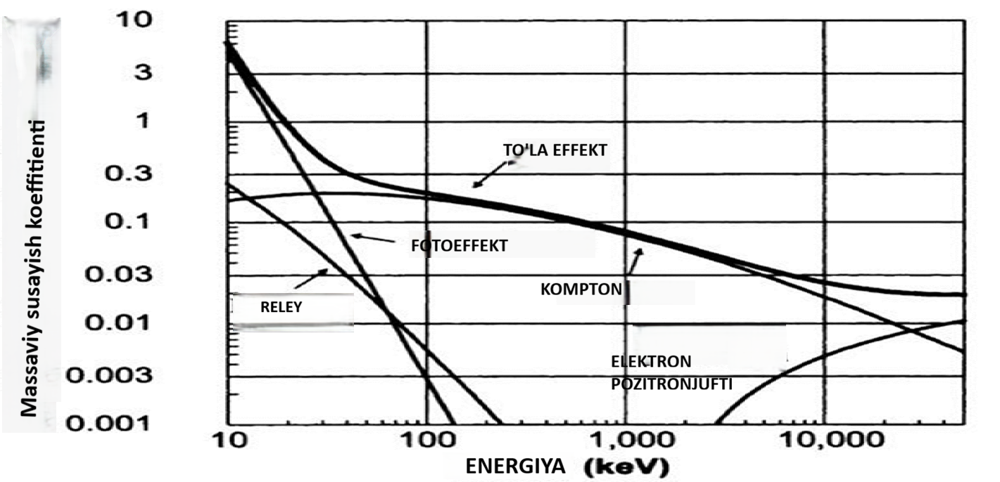 Massaviy susayish koeffitienti
10
3
1
0.3
0.1
0.03
0.01
0.003
0.001
TO'LA EFFEKT
FOTOEFFEKT
KOMPTON
RELEY
ELEKTRON
POZITRONJUFTI
10 100 1,000 10,000
ENERGIYA (keV)